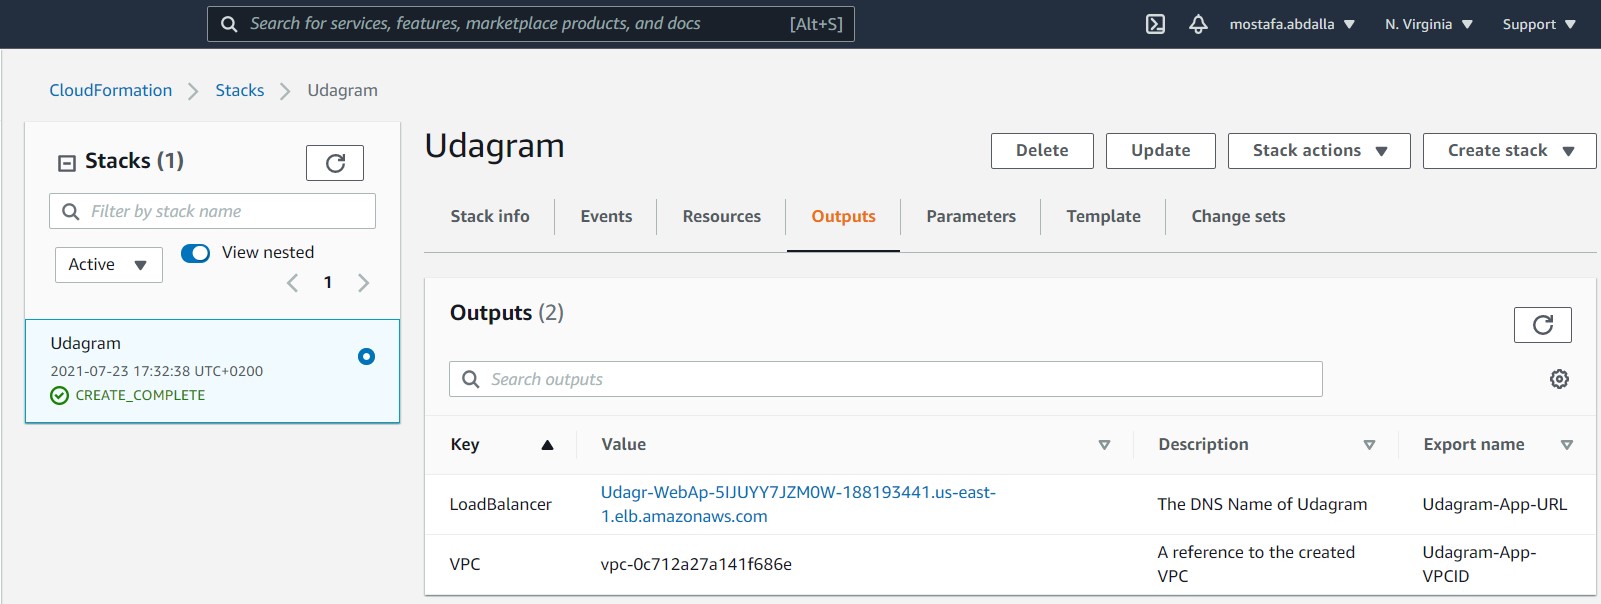 Search for services, features, marketplace products, and docs [Alt+S] mostafa.abdalla N. Virginia Support
CloudFormation Stacks Udagram
Stacks (1)
Filter by stack name
Active View nested
1
Udagram
2021-07-23 17:32:38 UTC+0200
CREATE_COMPLETE
Udagram
Delete Update Stack actions Create stack
Stack info Events Resources Outputs Parameters Template Change sets
Outputs (2)
Search outputs
Key Value Description Export name
LoadBalancer Udagr-WebAp-5IJUYY7JZM0W-188193441.us-east- The DNS Name of Udagram Udagram-App-URL
1.elb.amazonaws.com
VPC vpc-0c712a27a141f686e A reference to the created Udagram-App-
VPC VPCID